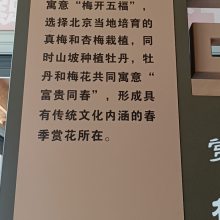 寓意“梅开五福”，
选择北京当地培育的
真梅和杏梅栽植，同
时山坡种植牡丹，牡
丹和梅花共同寓意“
富贵同春”，形成具
有传统文化内涵的春
季赏花所在。